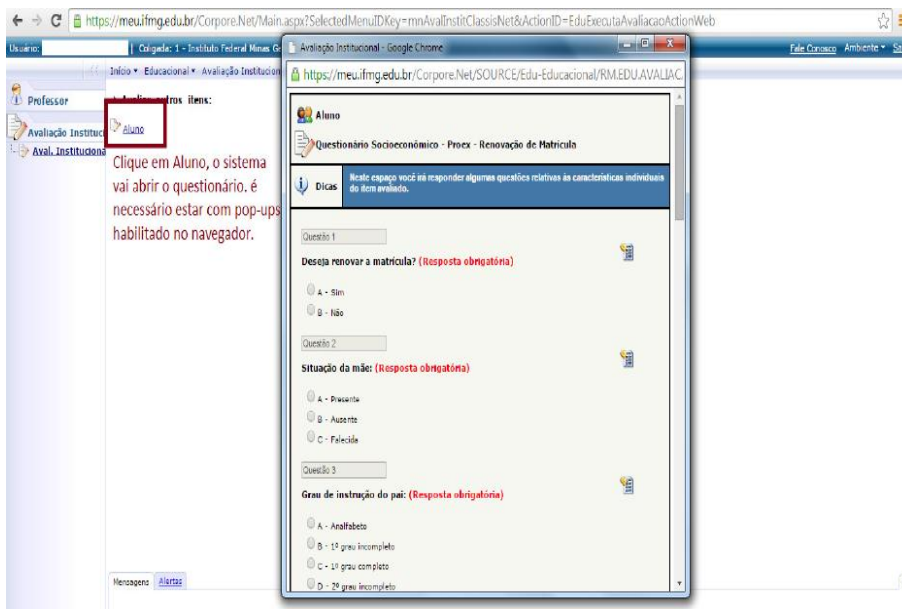 https://meu.ifmg.edu.br/Corpore.Net/Main.aspx?SelectedMenuIDKey=mnAvalInstitClassisNet&ActionID=EduExecutaAvaliacaoActionWeb
Usuário:
Coligada: 1 - Instituto Federal Minas G
Fale Conosco Ambiente
Início Educacional Avaliação Institucion
Professor
Avaliação Instituc
Aval. Instituciona
outros itens:
Aluno
Clique em Aluno, o sistema
vai abrir o questionário. é
necessário estar com pop-ups
habilitado no navegador.
Mensagens Alertas
Avaliação Institucional - Google Chrome
https://meu.ifmg.edu.br/Corpore.Net/SOURCE/Edu-Educacional/RM.EDU.AVALIAC
Aluno
Questionário Socioeconômico - Proex - Renovação de Matrícula
Dicas
Neste espaço você irá responder algumas questões relativas às características individuais
do item avaliado.
Questão 1
Deseja renovar a matrícula? (Resposta obrigatória)
A - Sim
B - Não
Questão 2
Situação da mãe: (Resposta obrigatória)
A - Presente
B - Ausente
C - Falecida
Questão 3
Grau de instrução do pai: (Resposta obrigatória)
A - Analfabeto
B - 1º grau incompleto
C - 1º grau completo
D - 2º grau incompleto